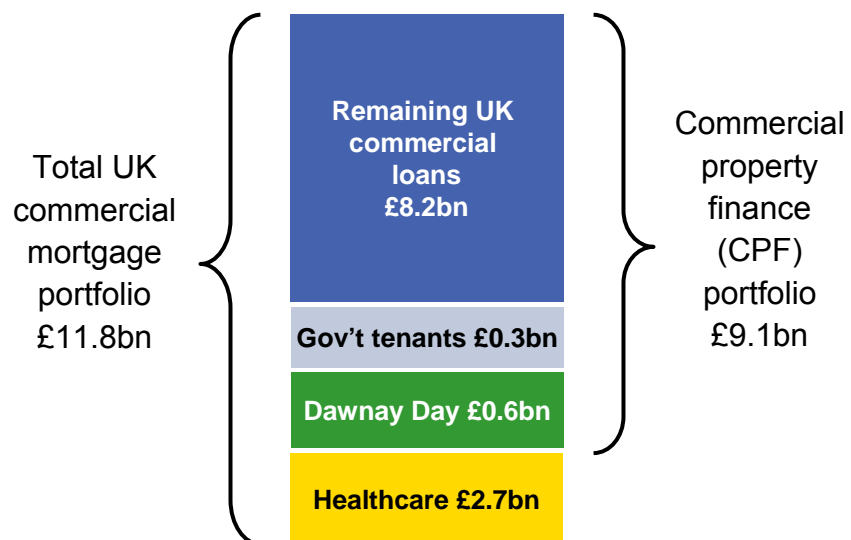 Total UK
commercial
mortgage
portfolio
£11.8bn
Remaining UK
commercial
loans
£8.2bn
Gov't tenants £0.3bn
Dawnay Day £0.6bn
Healthcare £2.7bn
Commercial
property
finance
(CPF)
portfolio
£9.1bn